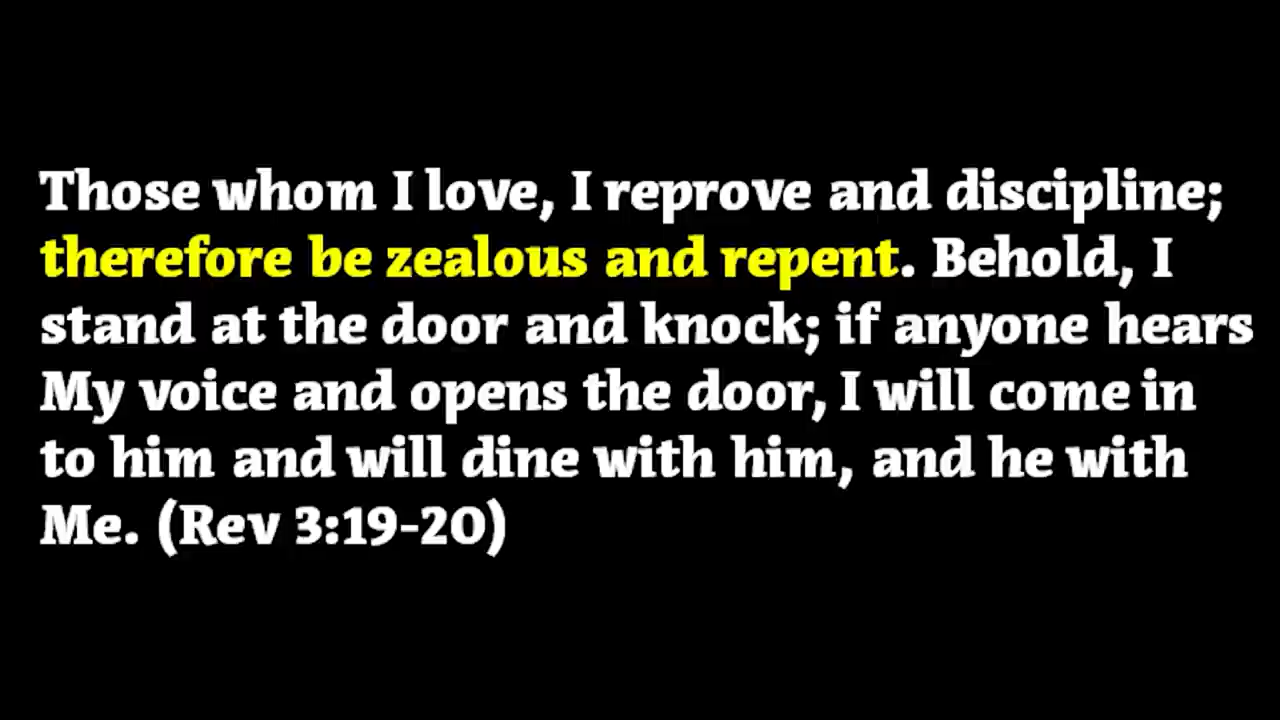 Those whom I love, I reprove and discipline;
therefore be zealous and repent. Behold, I
stand at the door and knock; if anyone hears
My voice and opens the door, I will come in
to him and will dine with him, and he with
Me. (Rev 3:19-20)